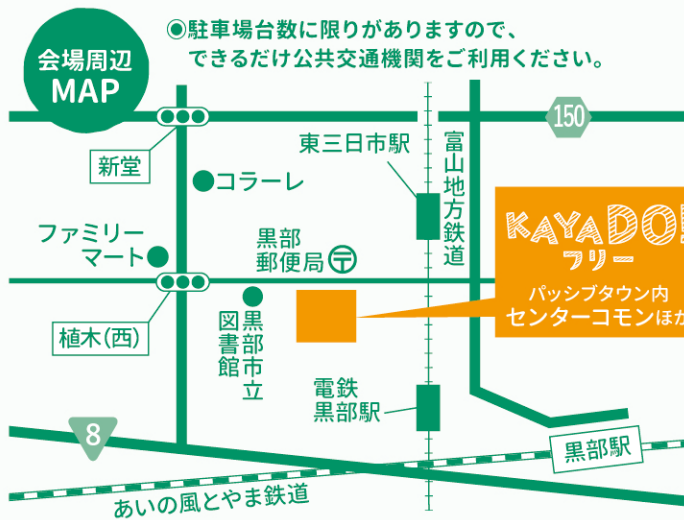 会場周辺
MAP
◉駐車場台数に限りがありますので、
できるだけ公共交通機関をご利用ください。
150
新堂
東三日市駅
富山地方鉄道
コラーレ
ファミリー
マート
黒部
郵便局
KAYADO!
フリー
パッシブタウン内
センターコモンほか
植木(西)
黒部市立
図書館
電鉄
黒部駅
8
黒部駅
あいの風とやま鉄道